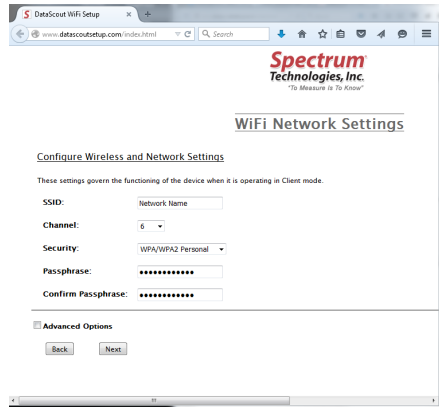 DataScout WiFi Setup
www.datascoutsetup.com/index.html
Search
Spectrum
Technologies, Inc.
"To Measure is To Know"
WiFi Network Settings
Configure Wireless and Network Settings
These settings govern the functioning of the device when it is operating in Client mode.
SSID: Network Name
Channel: 6
Security: WPA/WPA2 Personal
Passphrase: ●●●●●●●●●●●●
Confirm Passphrase: ●●●●●●●●●●●●
Advanced Options
Back Next